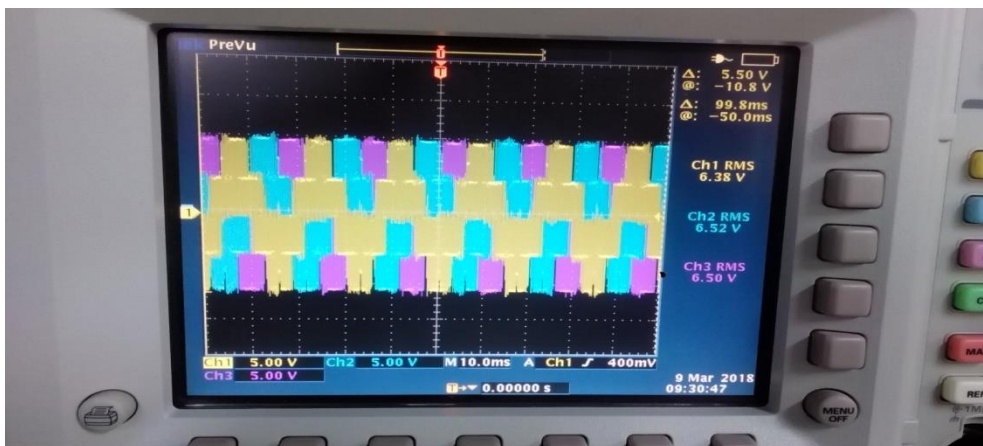 PreVu
Δ: 5.50 V
@: -10.8 V
Δ: 99.8ms
@: -50.0ms
Ch1 RMS
6.38 V
Ch2 RMS
6.52 V
Ch3 RMS
6.50 V
1
Ch1 5.00 V Ch2 5.00 V M 10.0ms A Ch1 400mV
Ch3 5.00 V
0.00000 s
9 Mar 2018
09:30:47
MENU
OFF